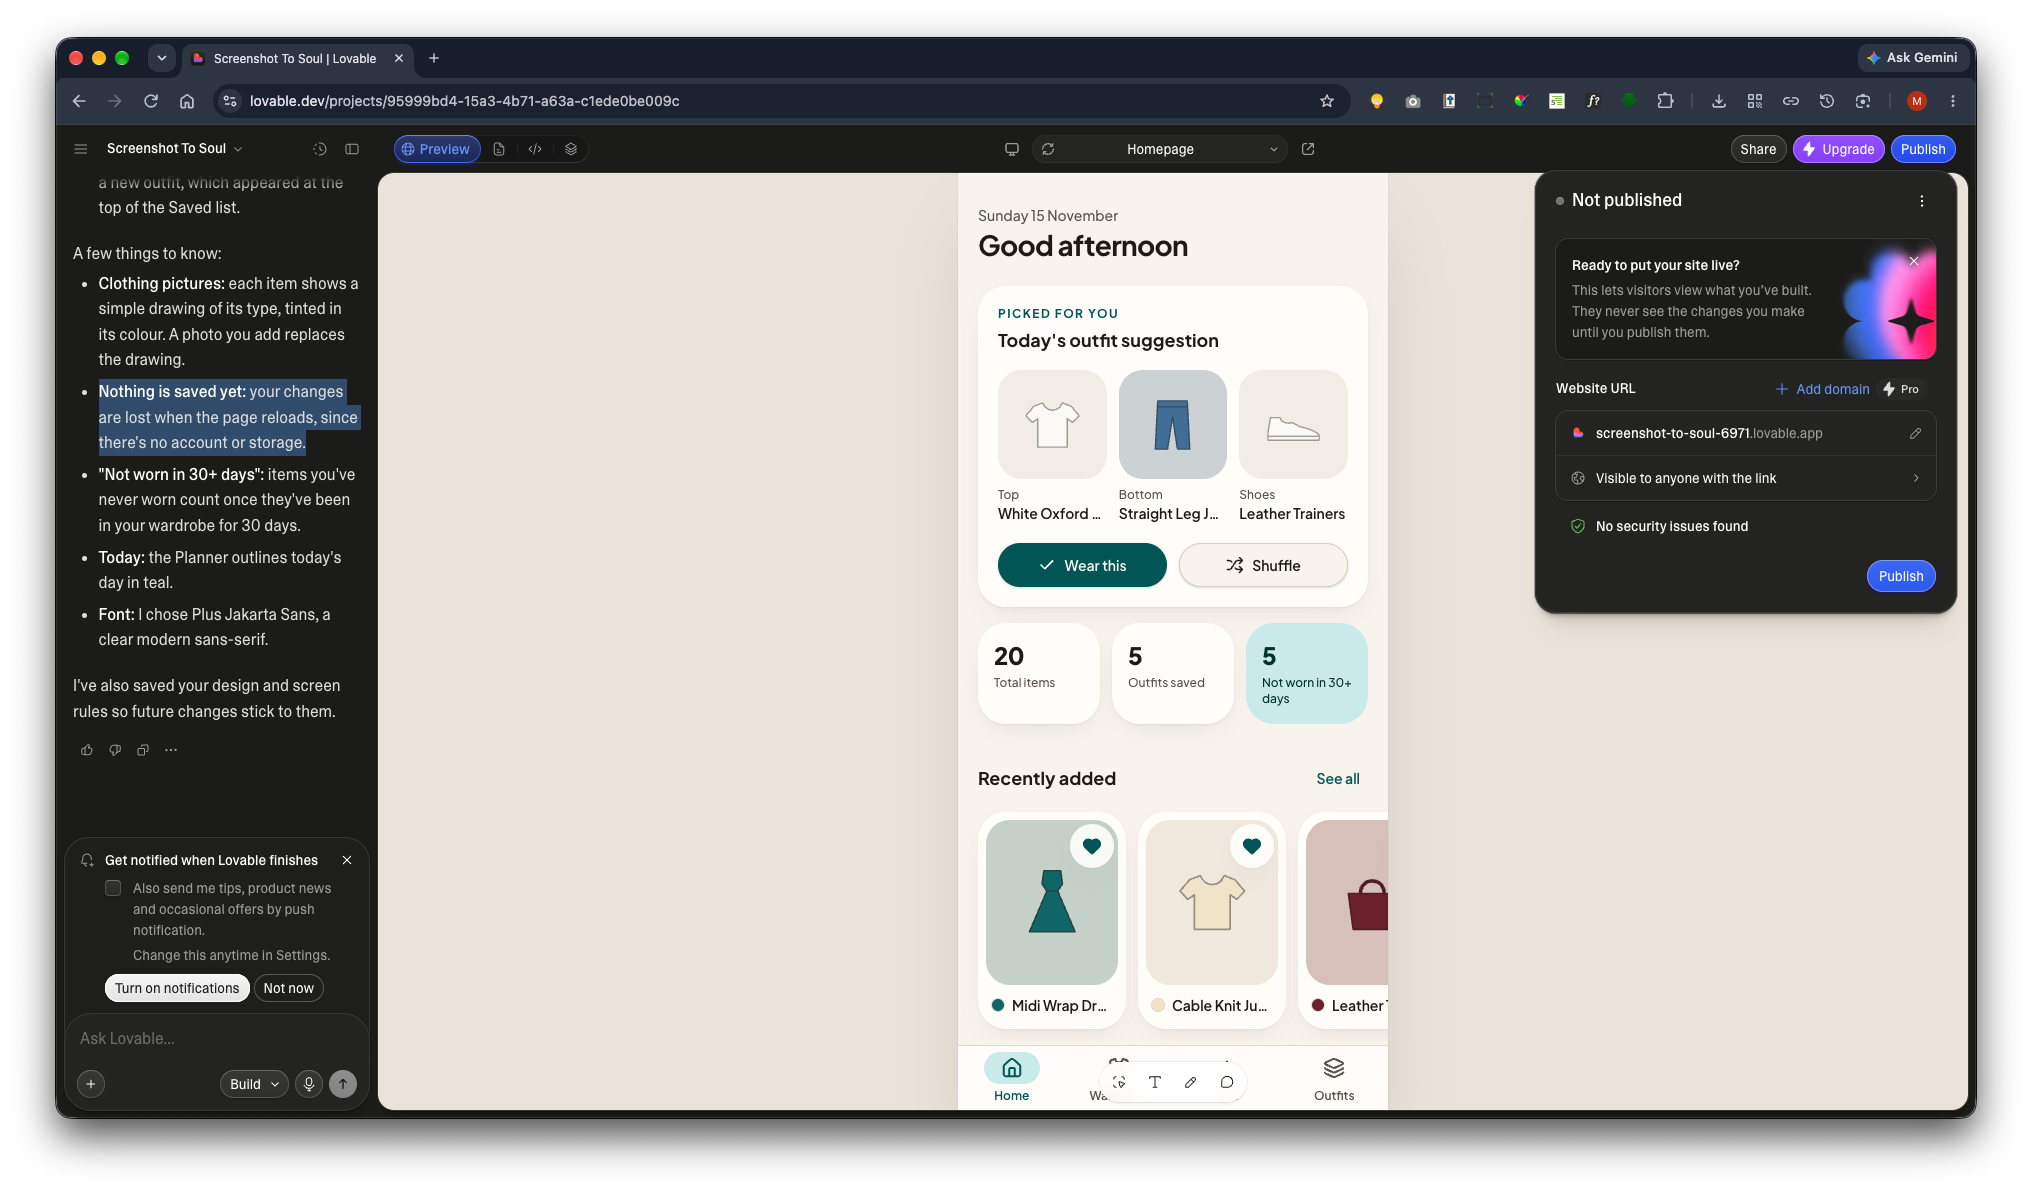 Screenshot To Soul | Lovable
Ask Gemini
lovable.dev/projects/95999bd4-15a3-4b71-a63a-c1ede0be009c
M
Screenshot To Soul
Preview
Homepage
Share
Upgrade
Publish
a new outfit, which appeared at the
top of the Saved list.
A few things to know:
Clothing pictures: each item shows a
simple drawing of its type, tinted in
its colour. A photo you add replaces
the drawing.
Nothing is saved yet: your changes
are lost when the page reloads, since
there's no account or storage.
"Not worn in 30+ days": items you've
never worn count once they've been
in your wardrobe for 30 days.
Today: the Planner outlines today's
day in teal.
Font: I chose Plus Jakarta Sans, a
clear modern sans-serif.
I've also saved your design and screen
rules so future changes stick to them.
Get notified when Lovable finishes
Also send me tips, product news
and occasional offers by push
notification.
Change this anytime in Settings.
Turn on notifications
Not now
Ask Lovable...
Build
Sunday 15 November
Good afternoon
PICKED FOR YOU
Today's outfit suggestion
Top
White Oxford ...
Bottom
Straight Leg J...
Shoes
Leather Trainers
Wear this
Shuffle
20
Total items
5
Outfits saved
5
Not worn in 30+
days
Recently added
See all
Midi Wrap Dr...
Cable Knit Ju...
Leather
Home
Wa
Outfits
Not published
Ready to put your site live?
This lets visitors view what you've built.
They never see the changes you make
until you publish them.
Website URL
Add domain
Pro
screenshot-to-soul-6971.lovable.app
Visible to anyone with the link
No security issues found
Publish